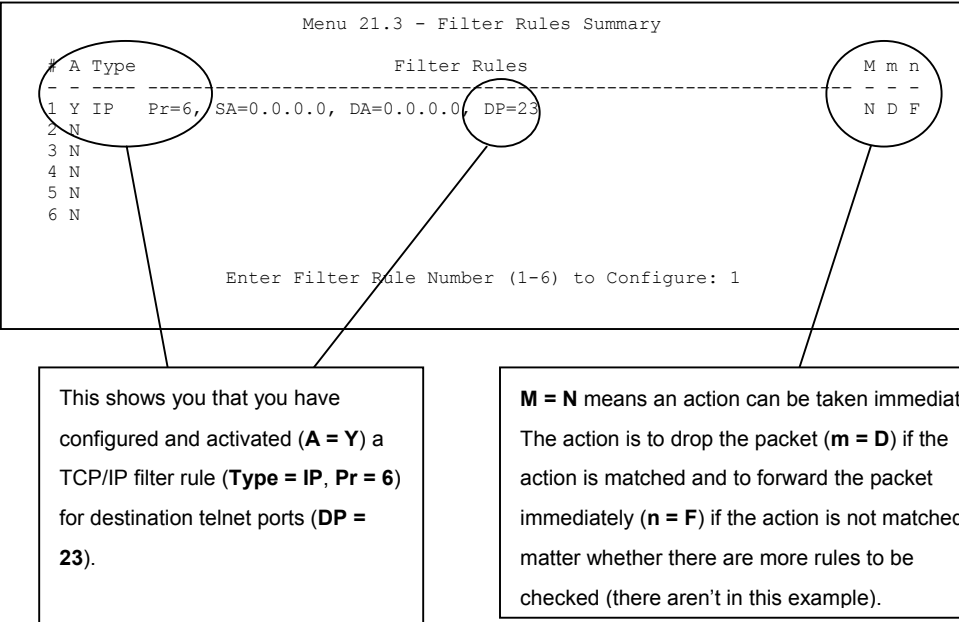 Menu 21.3 - Filter Rules Summary
# A Type Filter Rules M m n
- - ---- ---------------------------------------------------------------------- - - -
1 Y IP Pr=6, SA=0.0.0.0, DA=0.0.0.0, DP=23 N D F
2 N
3 N
4 N
5 N
6 N
Enter Filter Rule Number (1-6) to Configure: 1
This shows you that you have
configured and activated (A = Y) a
TCP/IP filter rule (Type = IP, Pr = 6)
for destination telnet ports (DP =
23).
M = N means an action can be taken immediat
The action is to drop the packet (m = D) if the
action is matched and to forward the packet
immediately (n = F) if the action is not matched
matter whether there are more rules to be
checked (there aren't in this example).